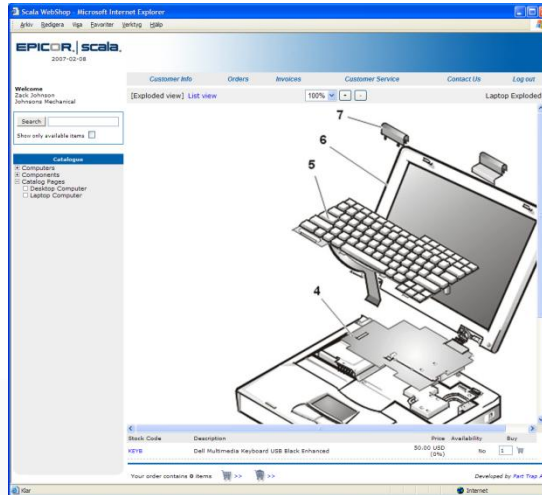 Scala WebShop - Microsoft Internet Explorer
Arkiv Redigera Visa Favoriter Verktyg Hjälp
EPICOR | scala.
2007-02-08
Customer Info Orders Invoices Customer Service Contact Us Log out
Welcome
Zack Johnson
Johnsons Mechanical
[Exploded view] List view 100% + - Laptop Exploded
Search
Show only available items
Catalogue
Computers
Components
Catalog Pages
Desktop Computer
Laptop Computer
7
6
5
4
Stock Code Description Price Availability Buy
KEYB Dell Multimedia Keyboard USB Black Enhanced 50.00 USD No 1
(0%)
Your order contains 0 items >> >> Developed by Part Trap A
Klar Internet